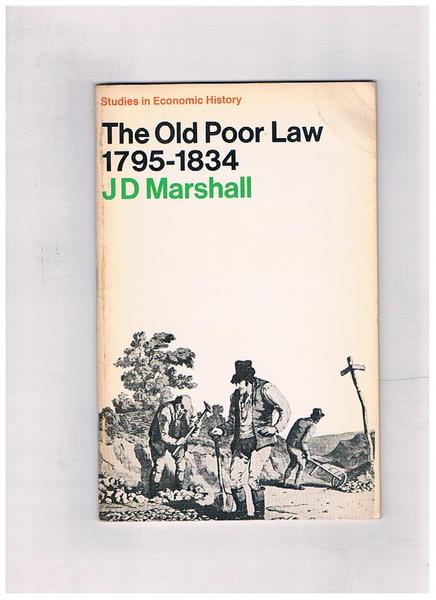 Studies in Economic History
The Old Poor Law
1795-1834
J D Marshall